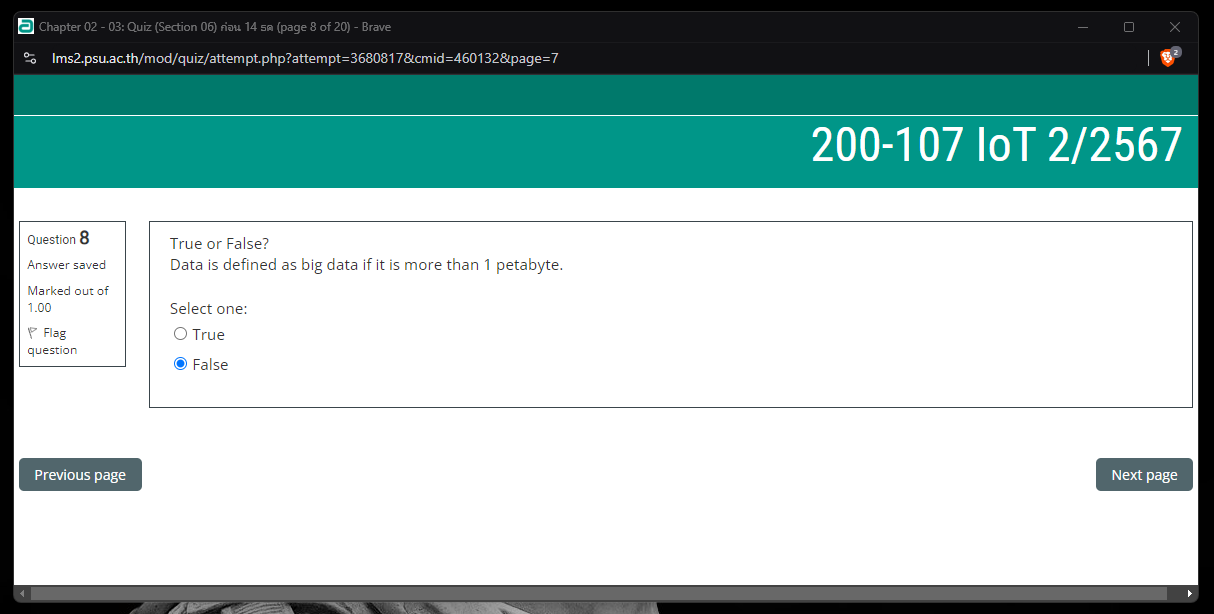 Chapter 02 - 03: Quiz (Section 06) ก่อน 14 รด (page 8 of 20) - Brave
lms2.psu.ac.th/mod/quiz/attempt.php?attempt=3680817&cmid=460132&page=7
2
200-107 IoT 2/2567
Question 8
Answer saved
Marked out of
1.00
Flag
question
True or False?
Data is defined as big data if it is more than 1 petabyte.
Select one:
True
False
Previous page
Next page